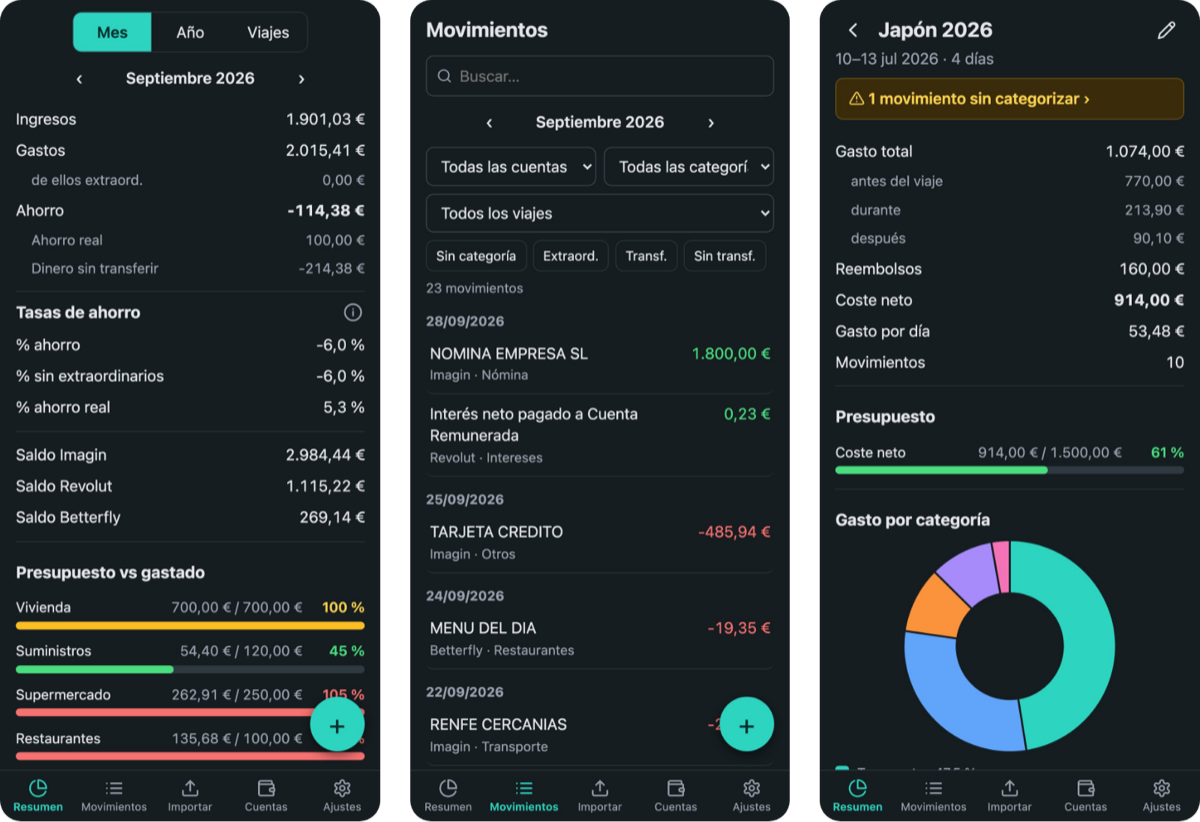 Mes Año Viajes
‹ Septiembre 2026 ›
Ingresos 1.901,03 €
Gastos 2.015,41 €
de ellos extraord. 0,00 €
Ahorro -114,38 €
Ahorro real 100,00 €
Dinero sin transferir -214,38 €
Tasas de ahorro
% ahorro -6,0 %
% sin extraordinarios -6,0 %
% ahorro real 5,3 %
Saldo Imagin 2.984,44 €
Saldo Revolut 1.115,22 €
Saldo Betterfly 269,14 €
Presupuesto vs gastado
Vivienda 700,00 € / 700,00 € 100 %
Suministros 54,40 € / 120,00 € 45 %
Supermercado 262,91 € / 250,00 € 105 %
Restaurantes 135,68 € / 100,00 €
+
Resumen Movimientos Importar Cuentas Ajustes
Movimientos
Buscar...
‹ Septiembre 2026 ›
Todas las cuentas Todas las categorí
Todos los viajes
Sin categoría Extraord. Transf. Sin transf.
23 movimientos
28/09/2026
NOMINA EMPRESA SL 1.800,00 €
Imagin · Nómina
Interés neto pagado a Cuenta 0,23 €
Remunerada
Revolut · Intereses
25/09/2026
TARJETA CREDITO -485,94 €
Imagin · Otros
24/09/2026
MENU DEL DIA -19,35 €
Betterfly · Restaurantes
22/09/2026
RENFE CERCANIAS
Imagin · Transporte
+
Resumen Movimientos Importar Cuentas Ajustes
‹ Japón 2026
10–13 jul 2026 · 4 días
1 movimiento sin categorizar ›
Gasto total 1.074,00 €
antes del viaje 770,00 €
durante 213,90 €
después 90,10 €
Reembolsos 160,00 €
Coste neto 914,00 €
Gasto por día 53,48 €
Movimientos 10
Presupuesto
Coste neto 914,00 € / 1.500,00 € 61 %
Gasto por categoría
Resumen Movimientos Importar Cuentas Ajustes